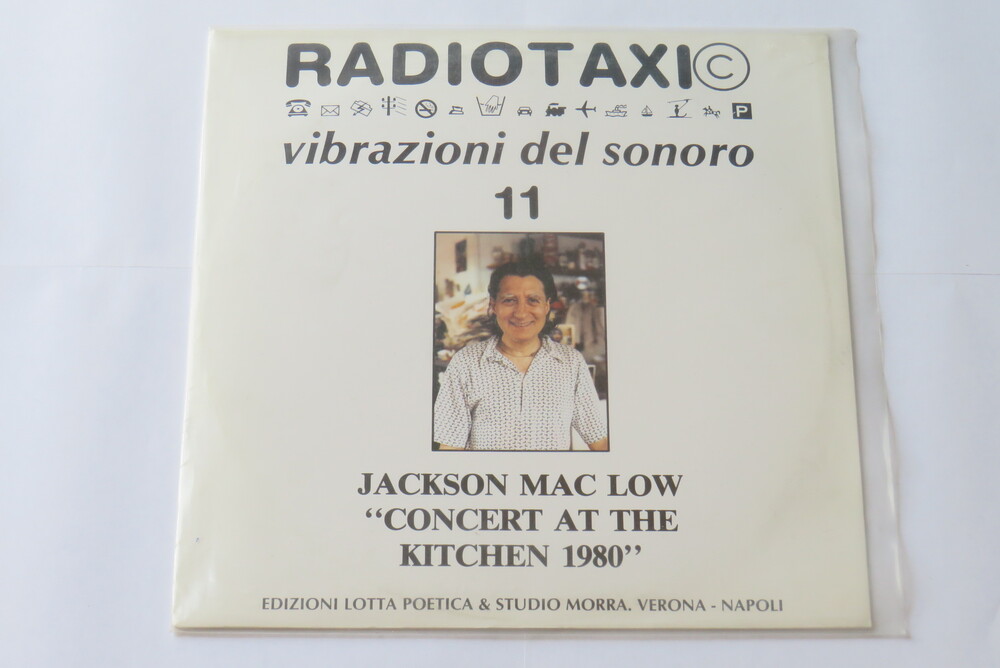 RADIOTAXI©
P
vibrazioni del sonoro
11
JACKSON MAC LOW
“CONCERT AT THE
KITCHEN 1980”
EDIZIONI LOTTA POETICA & STUDIO MORRA. VERONA - NAPOLI